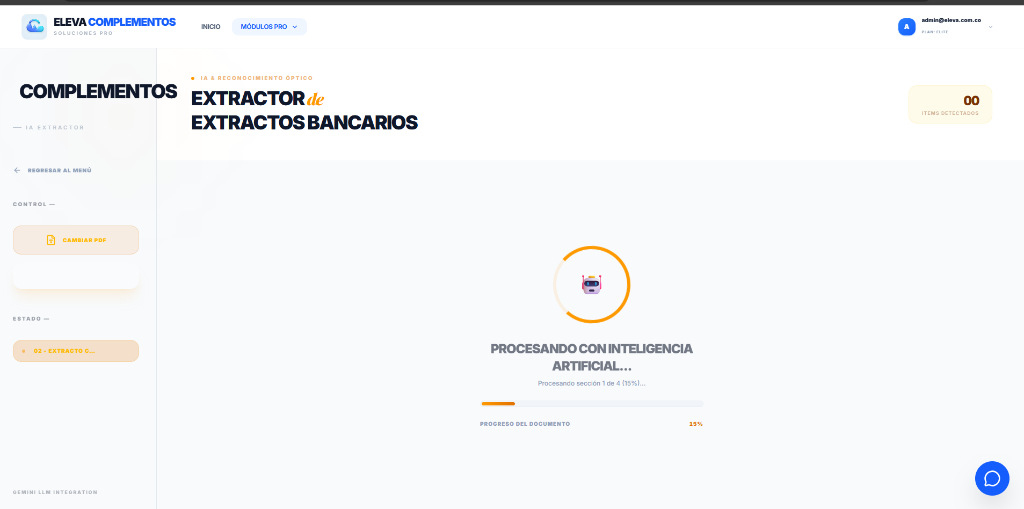 ELEVA COMPLEMENTOS
SOLUCIONES PRO
INICIO
MÓDULOS PRO
A
admin@eleva.com.co
PLAN: ELITE
COMPLEMENTOS
IA EXTRACTOR
REGRESAR AL MENÚ
CONTROL —
CAMBIAR PDF
ESTADO —
02 - EXTRACTO C...
GEMINI LLM INTEGRATION
IA & RECONOCIMIENTO ÓPTICO
EXTRACTOR de
EXTRACTOS BANCARIOS
00
ITEMS DETECTADOS
PROCESANDO CON INTELIGENCIA
ARTIFICIAL...
Procesando sección 1 de 4 (15%)...
PROGRESO DEL DOCUMENTO
15%